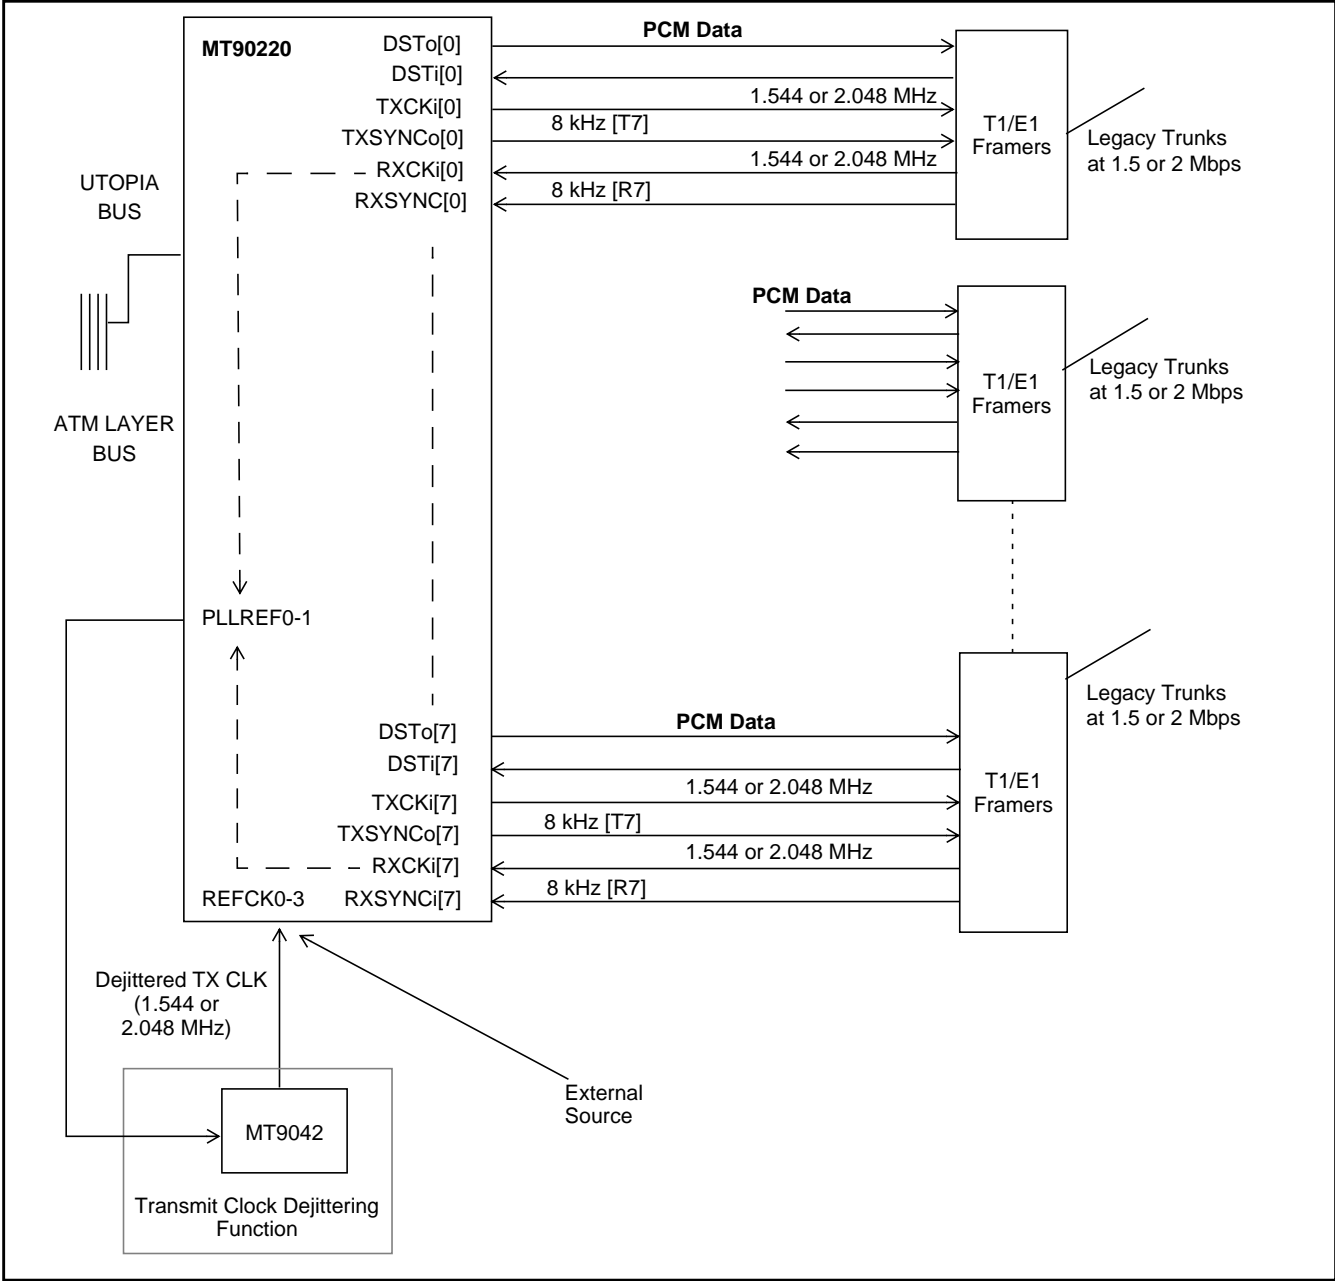 MT90220
DSTo[0]
DSTi[0]
TXCKi[0]
TXSYNCo[0]
RXCKi[0]
RXSYNC[0]
PCM Data
1.544 or 2.048 MHz
8 kHz [T7]
1.544 or 2.048 MHz
8 kHz [R7]
T1/E1
Framers
Legacy Trunks
at 1.5 or 2 Mbps
UTOPIA
BUS
ATM LAYER
BUS
PCM Data
T1/E1
Framers
Legacy Trunks
at 1.5 or 2 Mbps
PLLREF0-1
DSTo[7]
DSTi[7]
TXCKi[7]
TXSYNCo[7]
RXCKi[7]
REFCK0-3
RXSYNCi[7]
PCM Data
1.544 or 2.048 MHz
8 kHz [T7]
1.544 or 2.048 MHz
8 kHz [R7]
T1/E1
Framers
Legacy Trunks
at 1.5 or 2 Mbps
Dejittered TX CLK
(1.544 or
2.048 MHz)
External
Source
MT9042
Transmit Clock Dejittering
Function